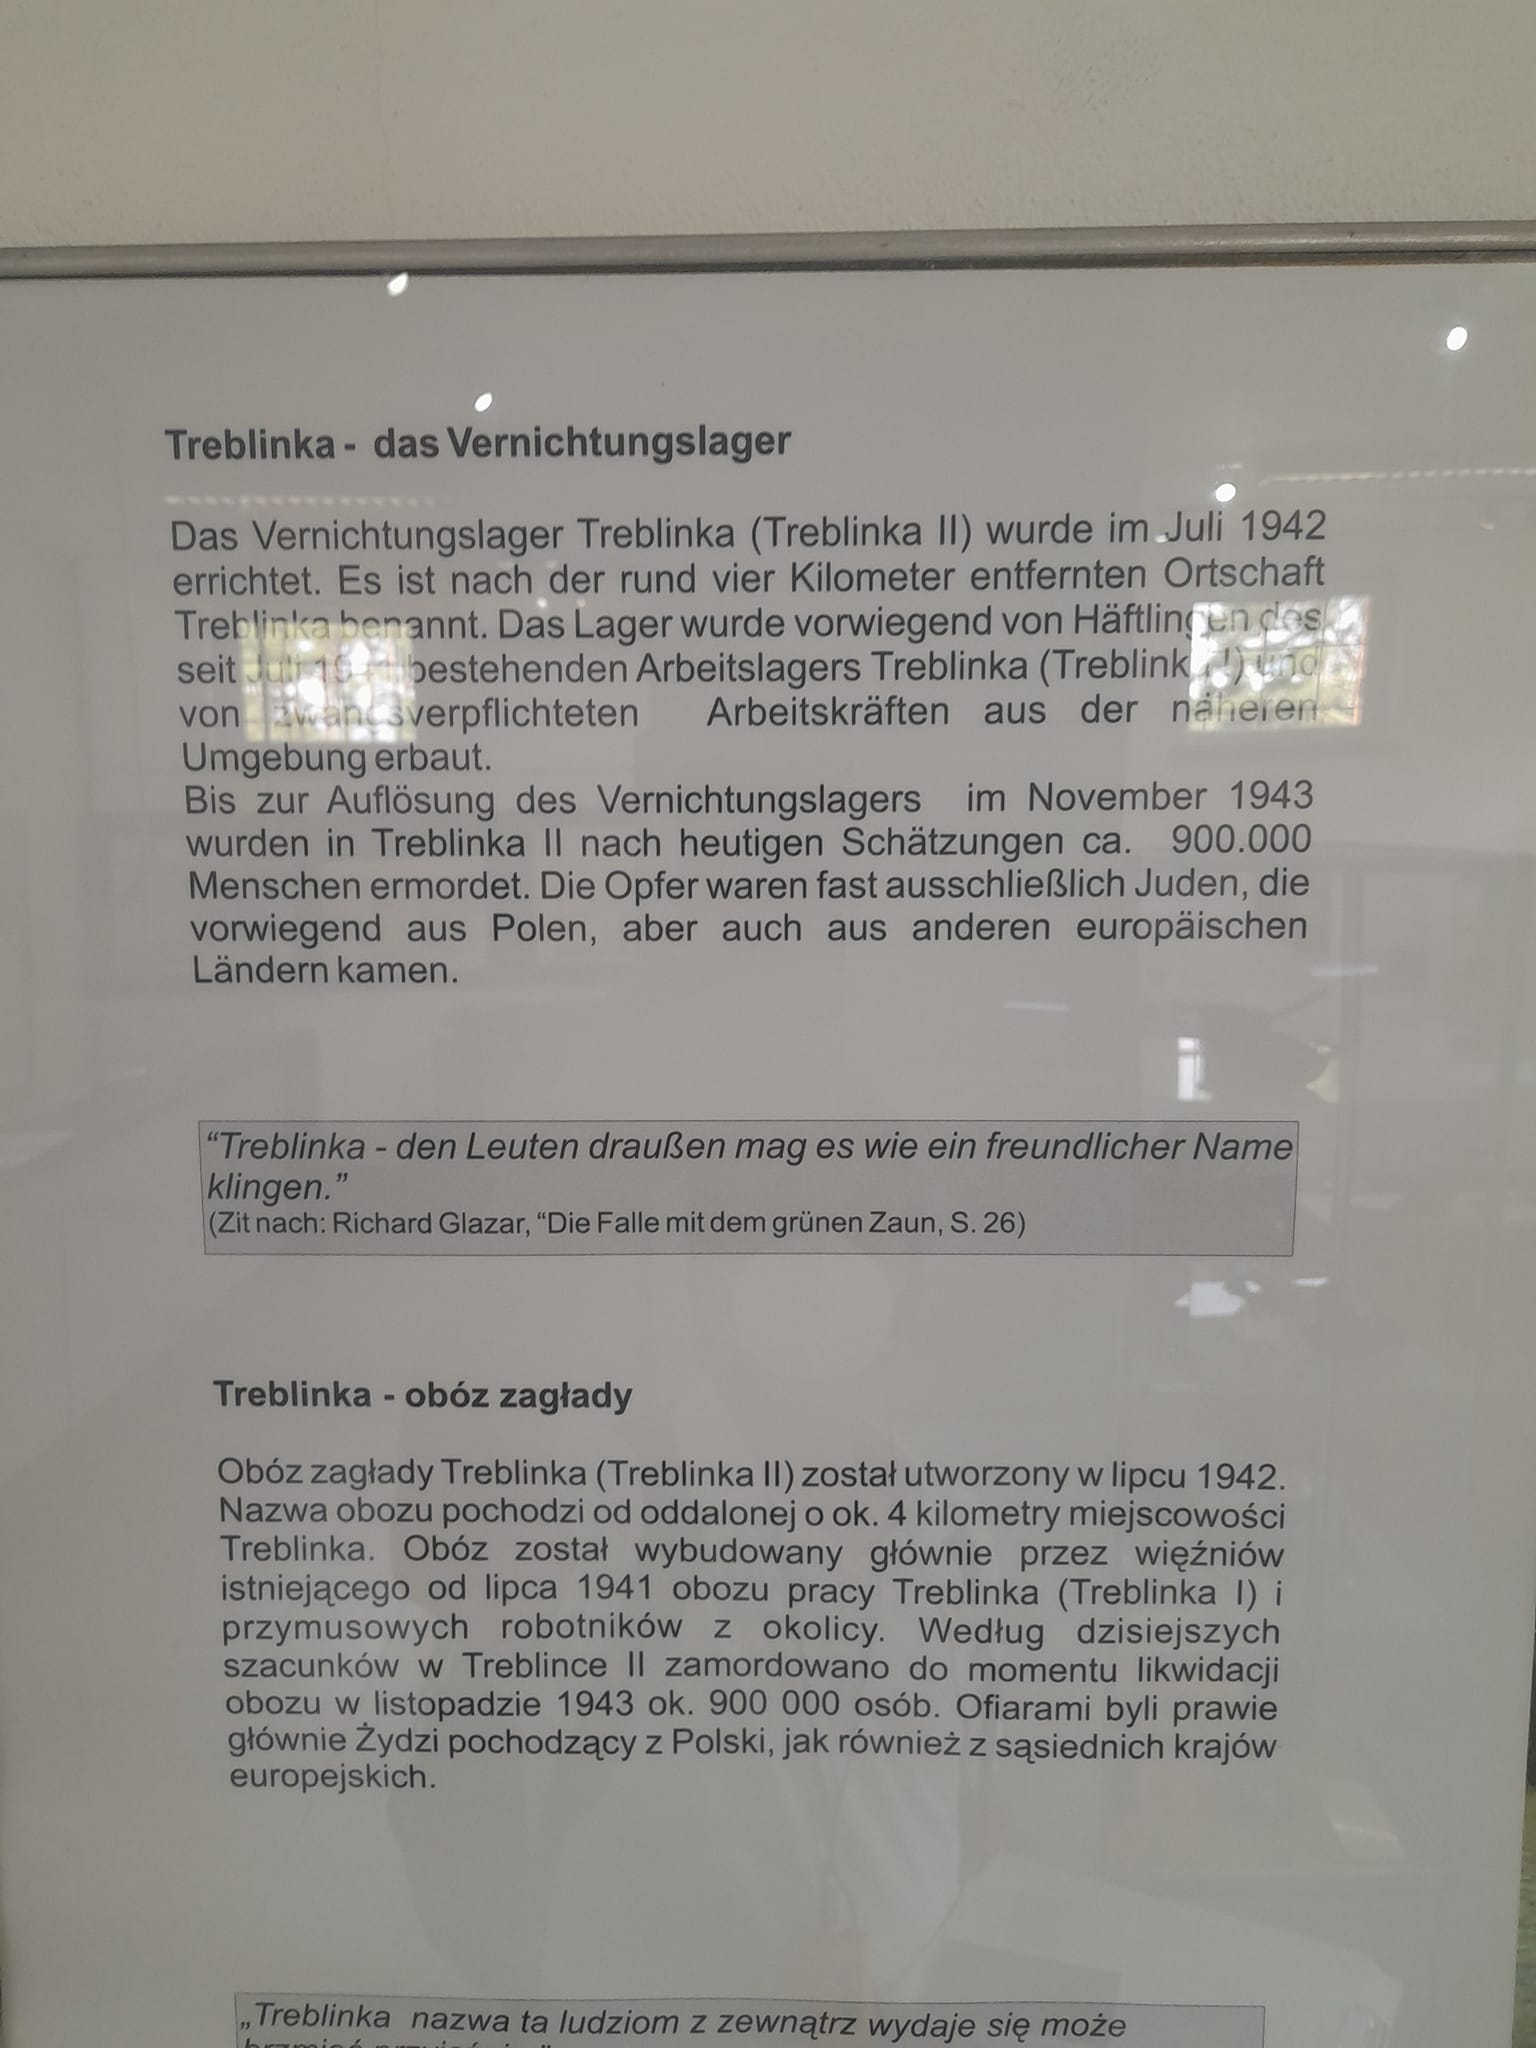 Treblinka - das Vernichtungslager
Das Vernichtungslager Treblinka (Treblinka II) wurde im Juli 1942
errichtet. Es ist nach der rund vier Kilometer entfernten Ortschaft
Treblinka benannt. Das Lager wurde vorwiegend von Häftlingen des
seit Juli bestehenden Arbeitslagers Treblinka (Treblinka I) und
von zwangsverpflichteten Arbeitskräften aus der näheren
Umgebung erbaut.
Bis zur Auflösung des Vernichtungslagers im November 1943
wurden in Treblinka II nach heutigen Schätzungen ca. 900.000
Menschen ermordet. Die Opfer waren fast ausschließlich Juden, die
vorwiegend aus Polen, aber auch aus anderen europäischen
Ländern kamen.
“Treblinka - den Leuten draußen mag es wie ein freundlicher Name
klingen.”
(Zit nach: Richard Glazar, “Die Falle mit dem grünen Zaun, S. 26)
Treblinka - obóz zagłady
Obóz zagłady Treblinka (Treblinka II) został utworzony w lipcu 1942.
Nazwa obozu pochodzi od oddalonej o ok. 4 kilometry miejscowości
Treblinka. Obóz został wybudowany głównie przez więźniów
istniejącego od lipca 1941 obozu pracy Treblinka (Treblinka I) i
przymusowych robotników z okolicy. Według dzisiejszych
szacunków w Treblince II zamordowano do momentu likwidacji
obozu w listopadzie 1943 ok. 900 000 osób. Ofiarami byli prawie
głównie Żydzi pochodzący z Polski, jak również z sąsiednich krajów
europejskich.
„Treblinka nazwa ta ludziom z zewnątrz wydaje się może